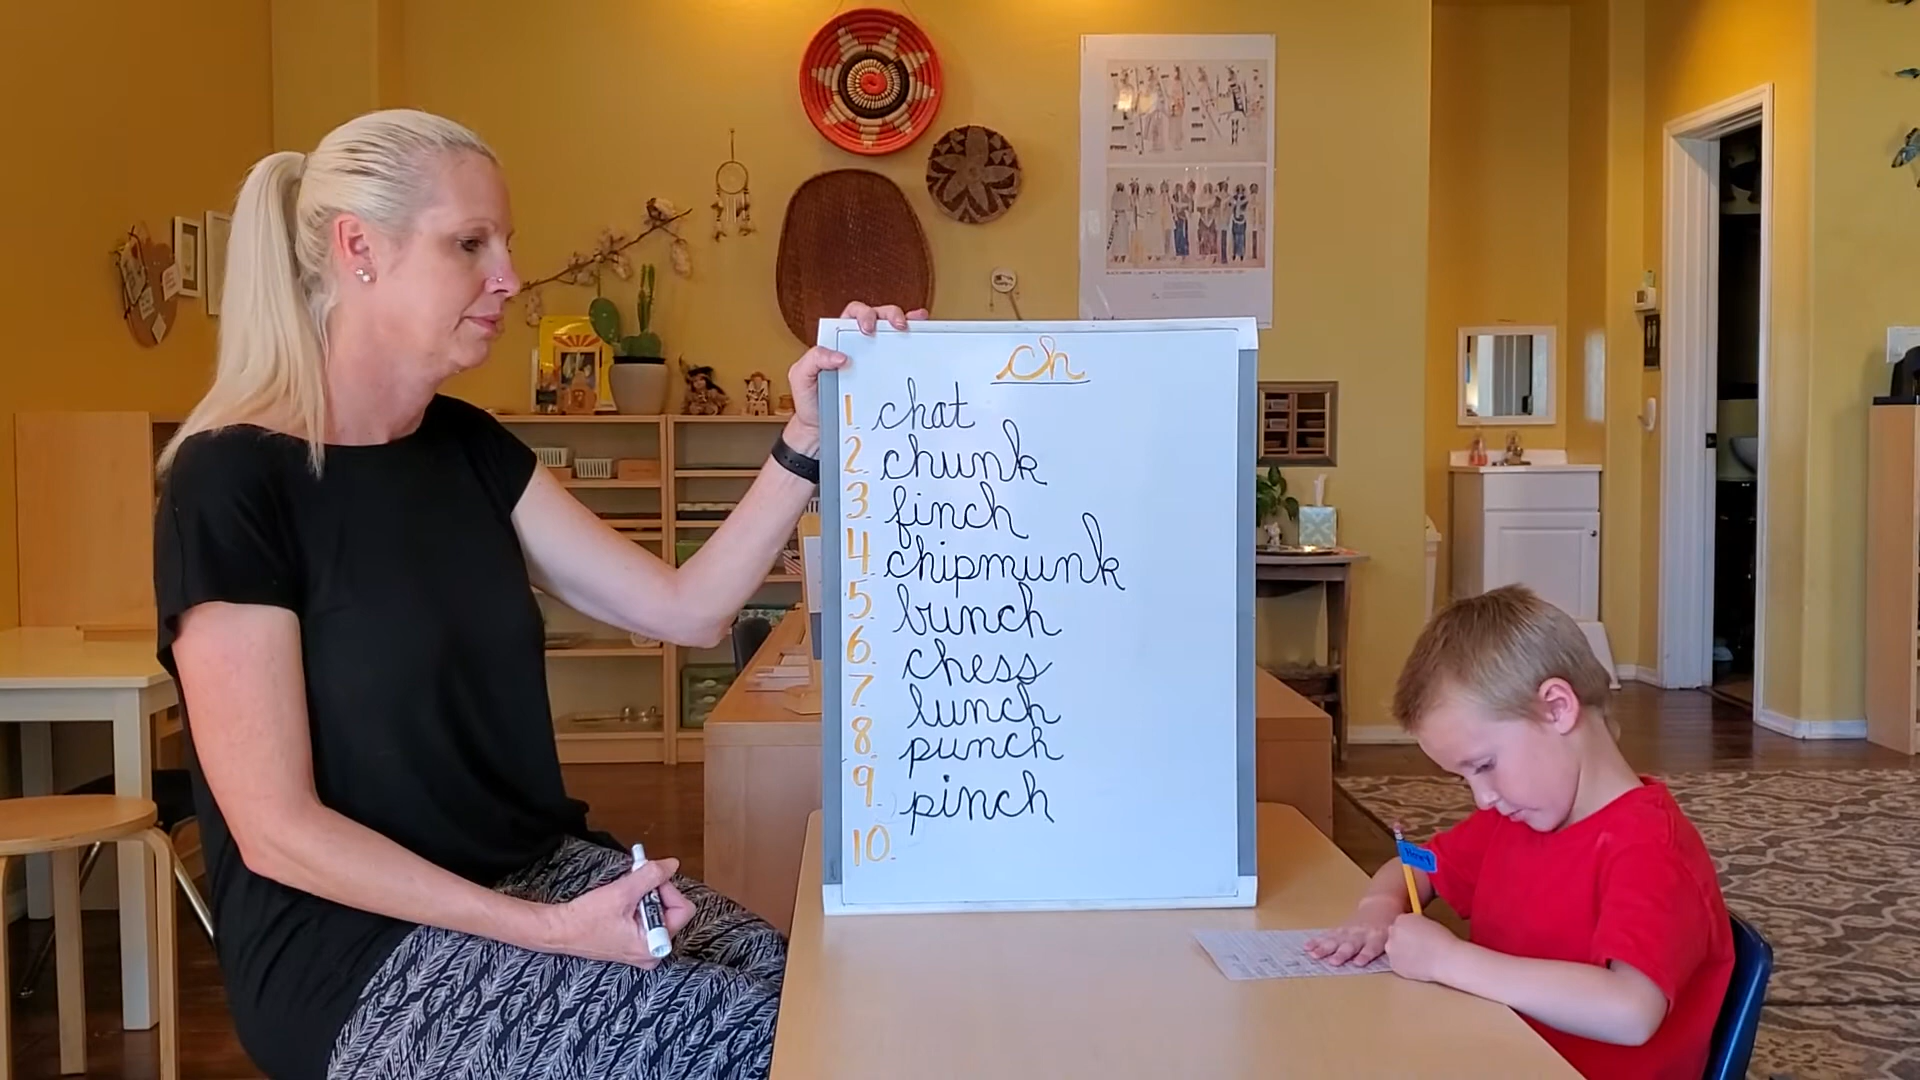 ch
1. chat
2. chunk
3. finch
4. chipmunk
5. bunch
6. chess
7. lunch
8. punch
9. pinch
10.